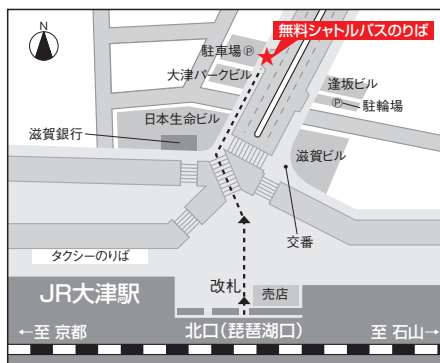 N
無料シャトルバスのりば
駐車場Ⓟ
大津パークビル
逢坂ビル
Ⓟ
駐輪場
日本生命ビル
滋賀銀行
滋賀ビル
交番
タクシーのりば
改札
売店
JR大津駅
←至 京都
北口(琵琶湖口)
至 石山→